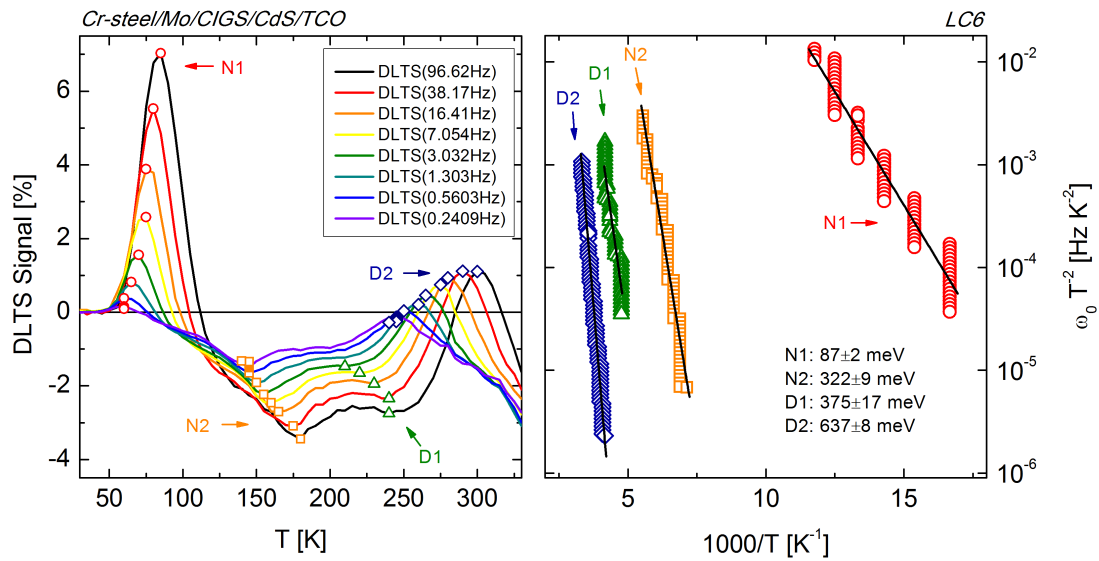 Cr-steel/Mo/CIGS/CdS/TCO
LC6
DLTS Signal [%]
6
4
2
0
-2
-4
50
100
150
200
250
300
T [K]
N1
N2
D1
D2
DLTS(96.62Hz)
DLTS(38.17Hz)
DLTS(16.41Hz)
DLTS(7.054Hz)
DLTS(3.032Hz)
DLTS(1.303Hz)
DLTS(0.5603Hz)
DLTS(0.2409Hz)
N2
D1
D2
N1
N1: 87±2 meV
N2: 322±9 meV
D1: 375±17 meV
D2: 637±8 meV
5
10
15
1000/T [K⁻¹]
10⁻²
10⁻³
10⁻⁴
10⁻⁵
10⁻⁶
ω₀ T⁻² [Hz K⁻²]